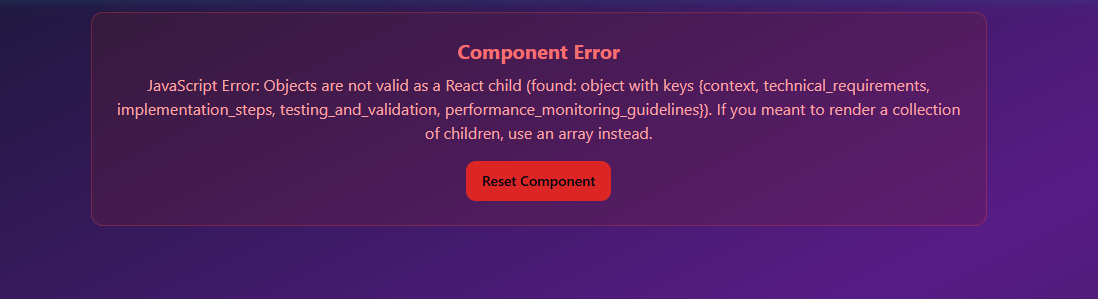 Component Error
JavaScript Error: Objects are not valid as a React child (found: object with keys {context, technical_requirements,
implementation_steps, testing_and_validation, performance_monitoring_guidelines}). If you meant to render a collection
of children, use an array instead.
Reset Component